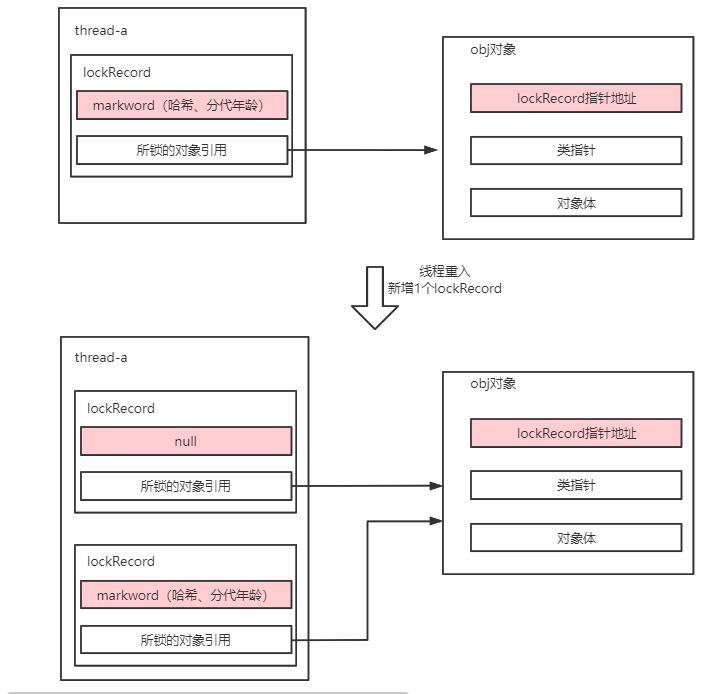 thread-a
lockRecord
markword（哈希、分代年龄）
所锁的对象引用
obj对象
lockRecord指针地址
类指针
对象体
线程重入
新增1个lockRecord
thread-a
lockRecord
null
所锁的对象引用
lockRecord
markword（哈希、分代年龄）
所锁的对象引用
obj对象
lockRecord指针地址
类指针
对象体